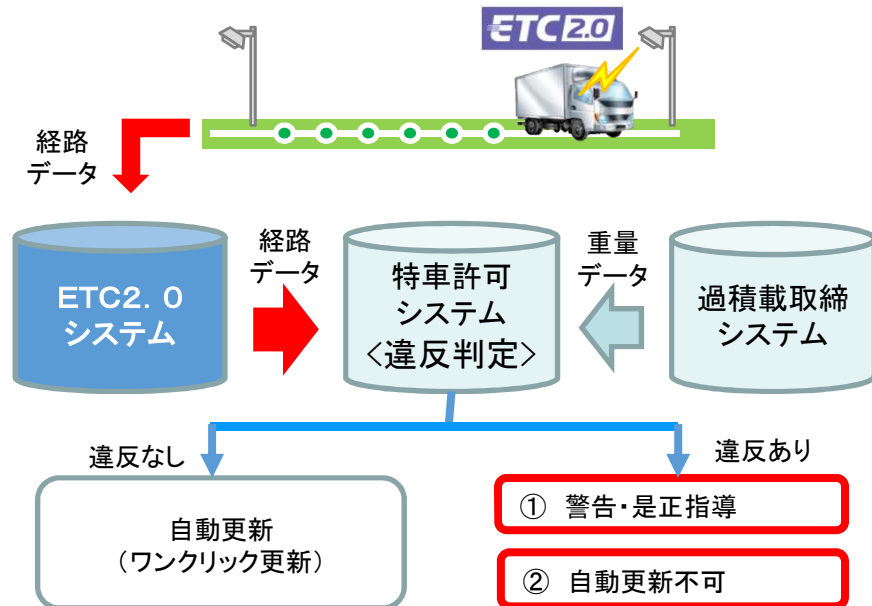 ETC2.0
経路
データ
ETC2.0
システム
経路
データ
特車許可
システム
<違反判定>
重量
データ
過積載取締
システム
違反なし
違反あり
自動更新
(ワンクリック更新)
① 警告・是正指導
② 自動更新不可